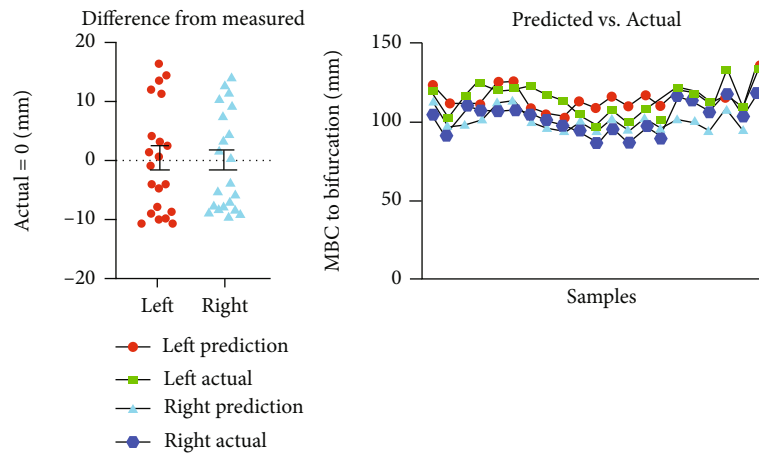 Difference from measured
20
10
0
−10
−20
Actual = 0 (mm)
Left
Right
Predicted vs. Actual
150
100
50
0
MBC to bifurcation (mm)
Samples
Left prediction
Left actual
Right prediction
Right actual